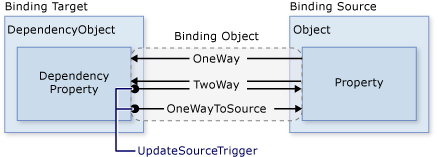 Binding Target
Binding Source
DependencyObject
Binding Object
Object
OneWay
Dependency
Property
TwoWay
Property
OneWayToSource
UpdateSourceTrigger